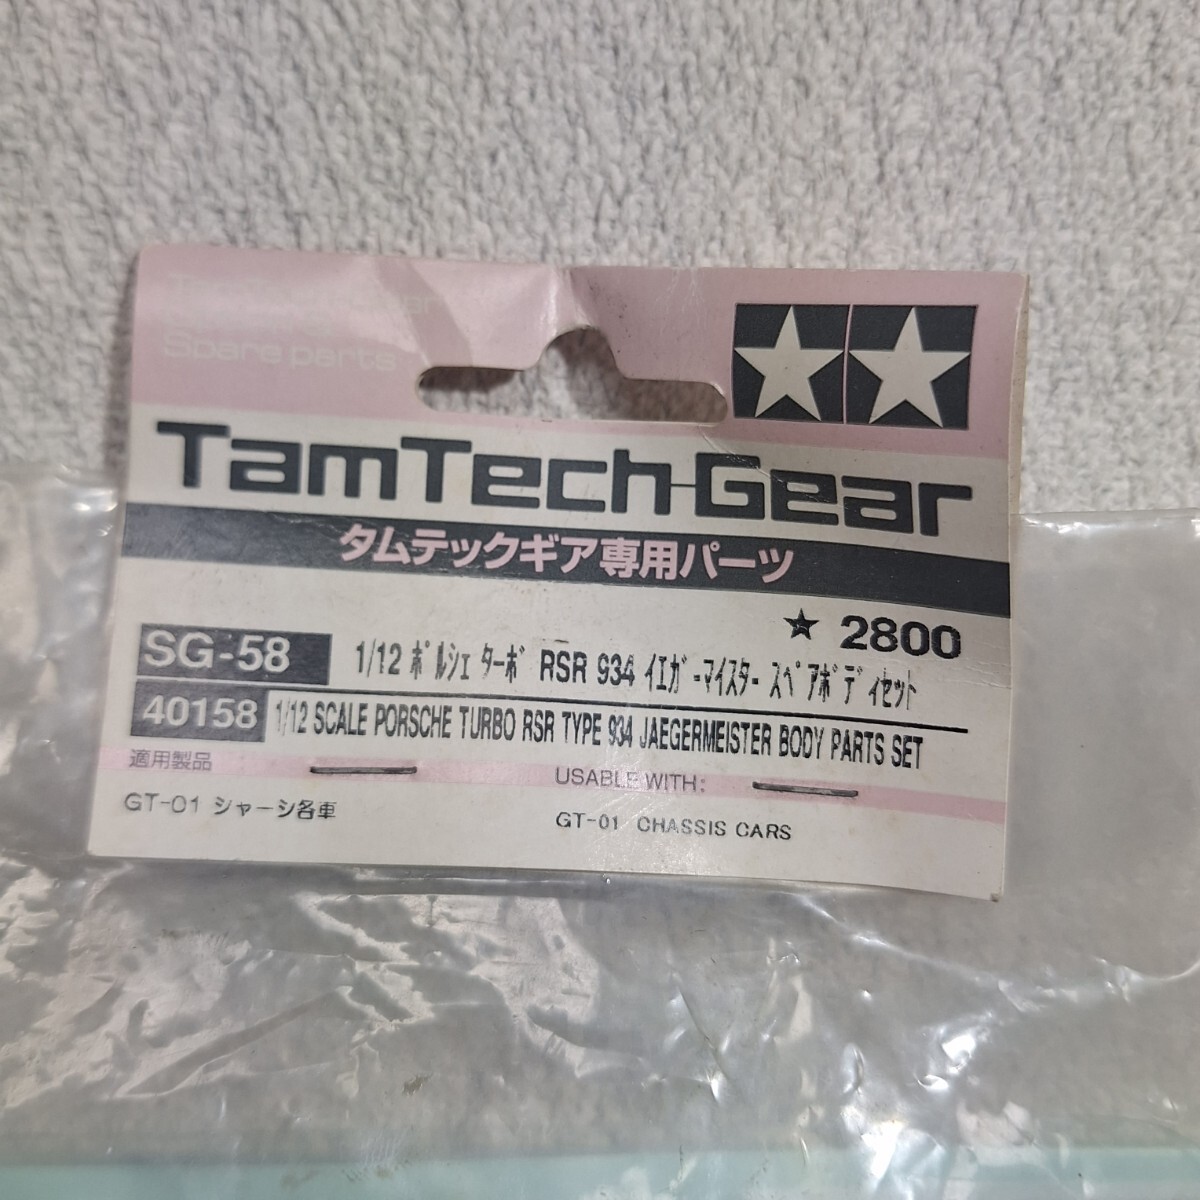 TamTech-Gear
Spare parts
TamTech-Gear
タムテックギア専用パーツ
★ 2800
SG-58 1/12 ﾎﾟﾙｼｪ ﾀｰﾎﾞ RSR 934 ｲｴｶﾞｰﾏｲｽﾀｰ ｽﾍﾟｱﾎﾞﾃﾞｨｾｯﾄ
40158 1/12 SCALE PORSCHE TURBO RSR TYPE 934 JAEGERMEISTER BODY PARTS SET
適用製品
GT-01 シャーシ各車
USABLE WITH:
GT-01 CHASSIS CARS